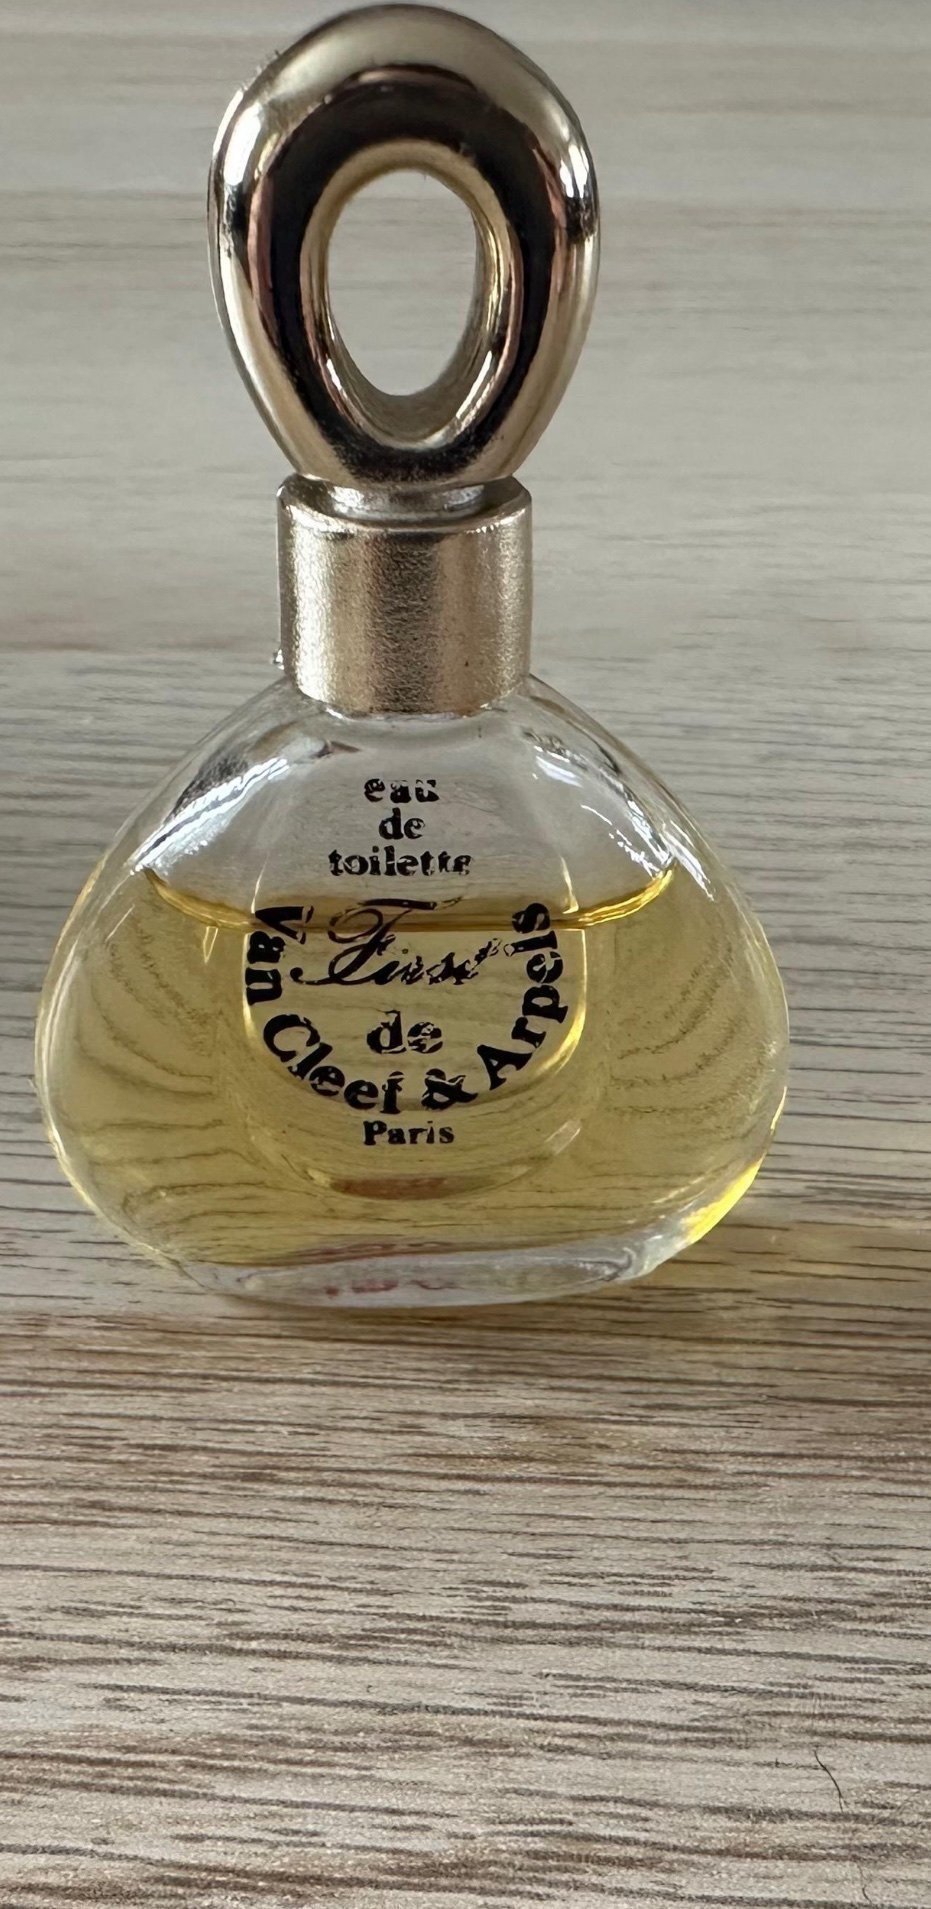 eau
de
toilette
First
de
Van Cleef & Arpels
Paris